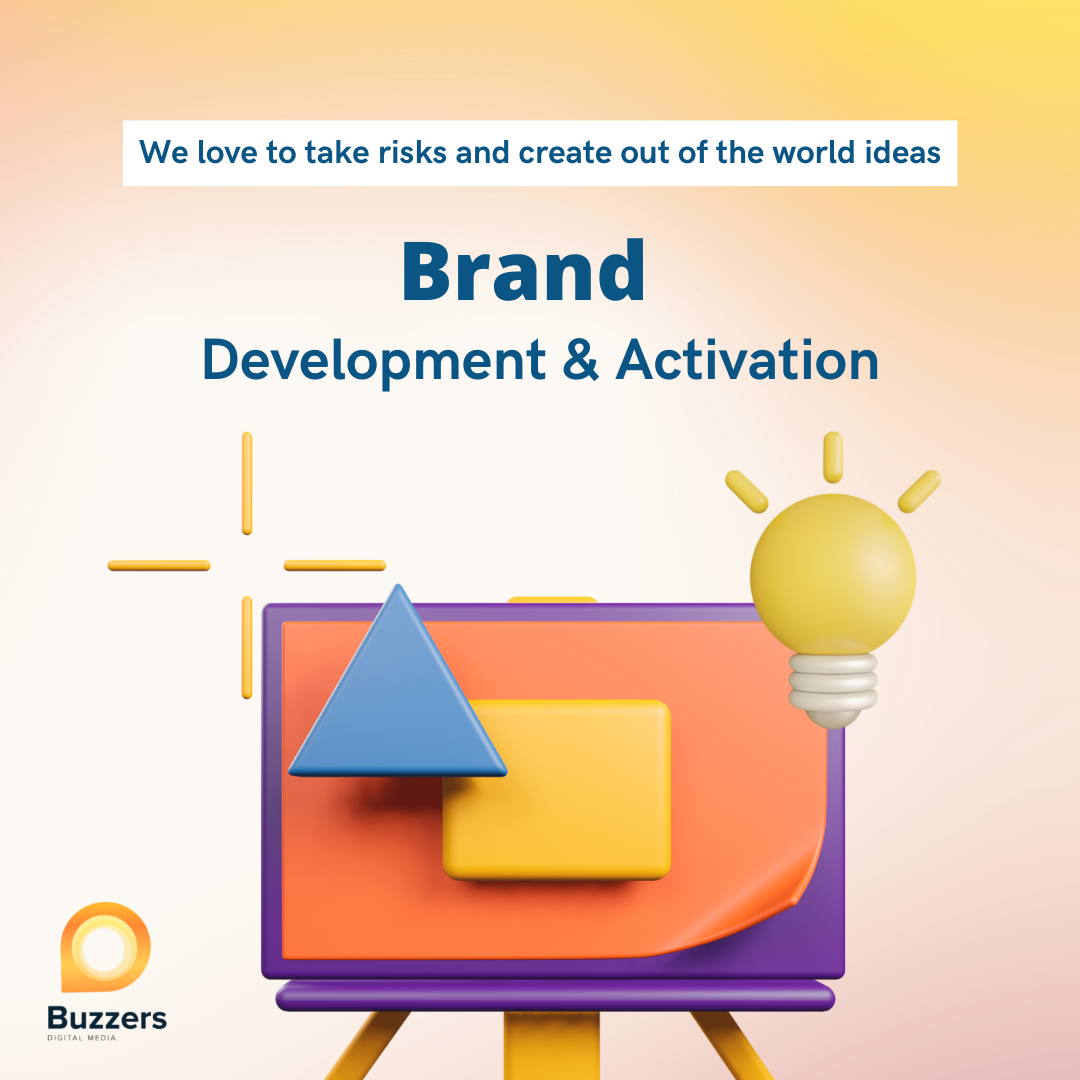 We love to take risks and create out of the world ideas
Brand
Development & Activation
Buzzers
DIGITAL MEDIA